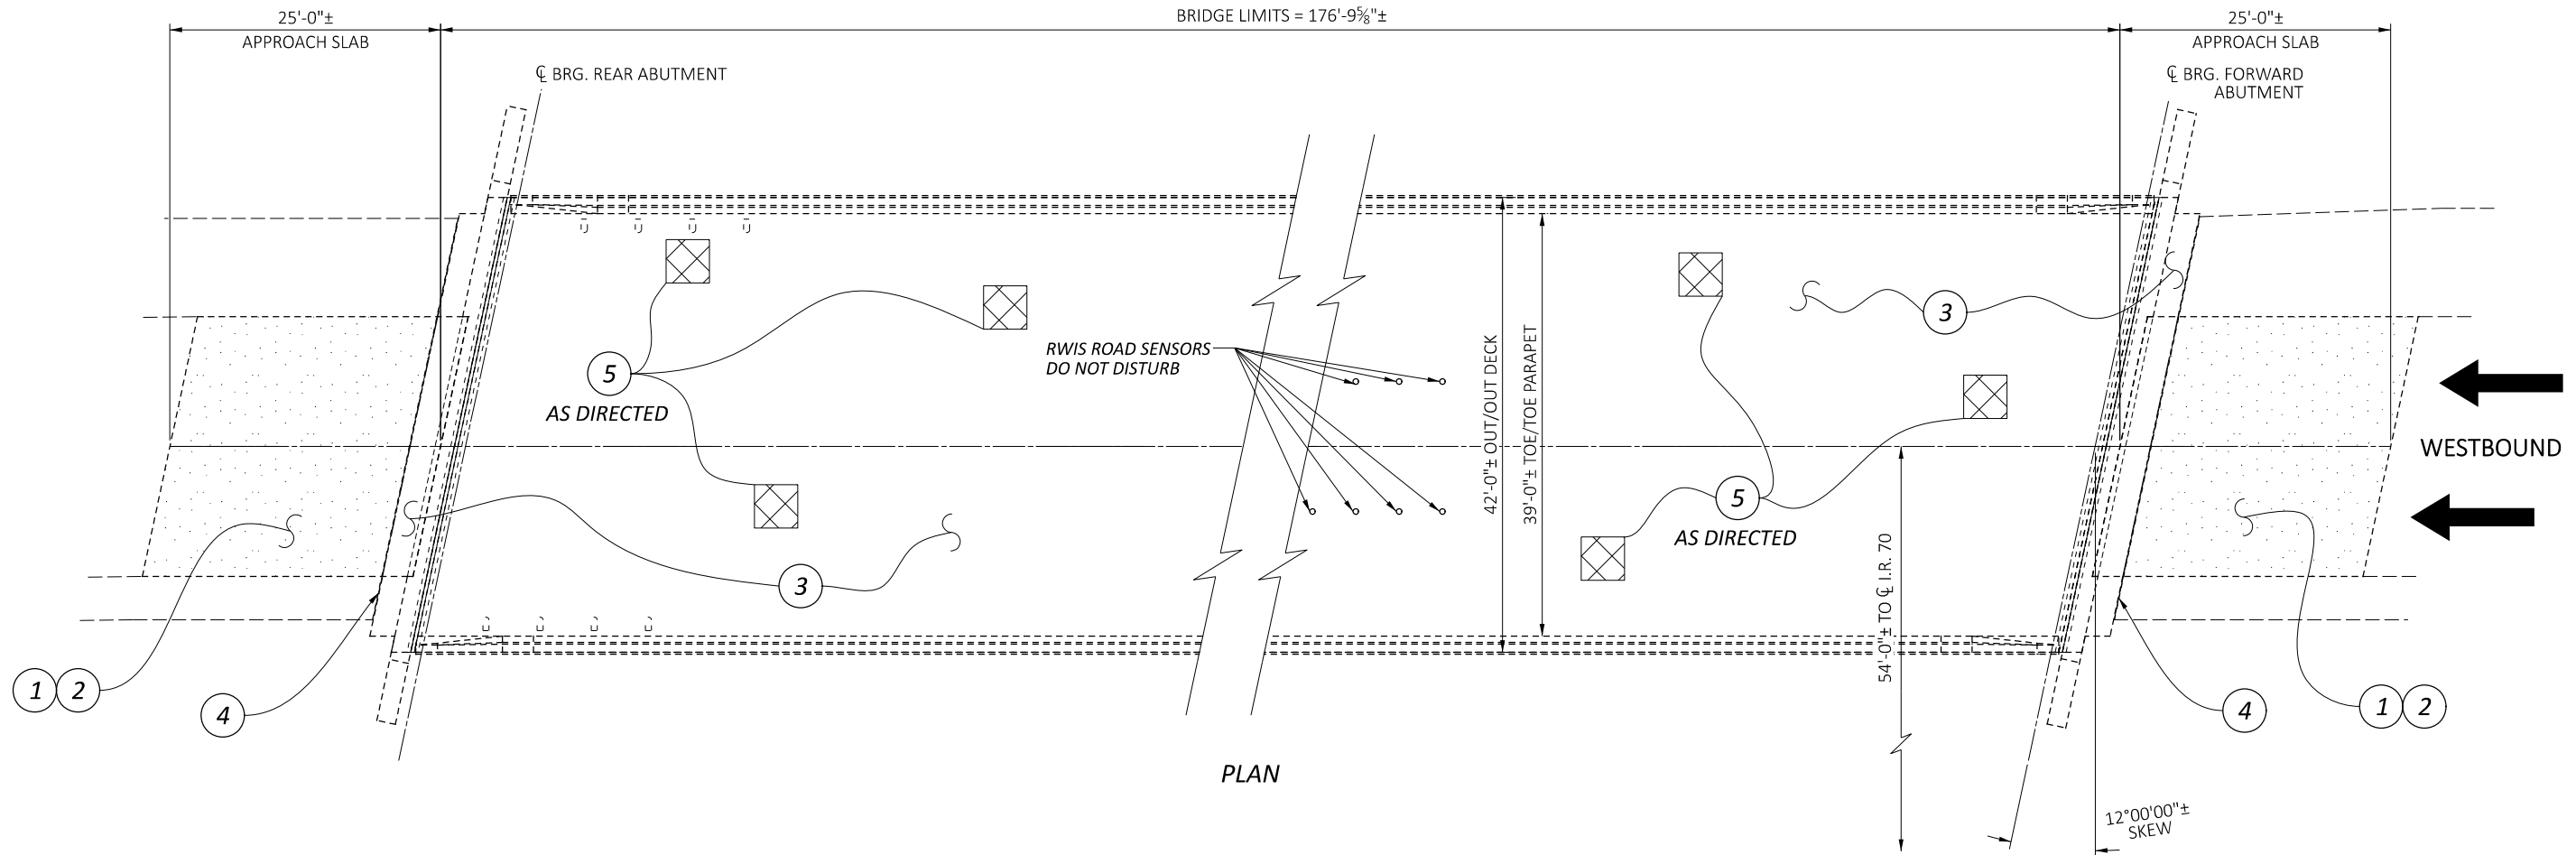 25'-0"±
APPROACH SLAB
BRIDGE LIMITS = 176'-9⅝"±
25'-0"±
APPROACH SLAB
℄ BRG. REAR ABUTMENT
℄ BRG. FORWARD
ABUTMENT
RWIS ROAD SENSORS
DO NOT DISTURB
5
AS DIRECTED
3
42'-0"± OUT/OUT DECK
39'-0"± TOE/TOE PARAPET
3
5
AS DIRECTED
WESTBOUND
54'-0"± TO ℄ I.R. 70
1 2
4
4
1 2
PLAN
12°00'00"±
SKEW